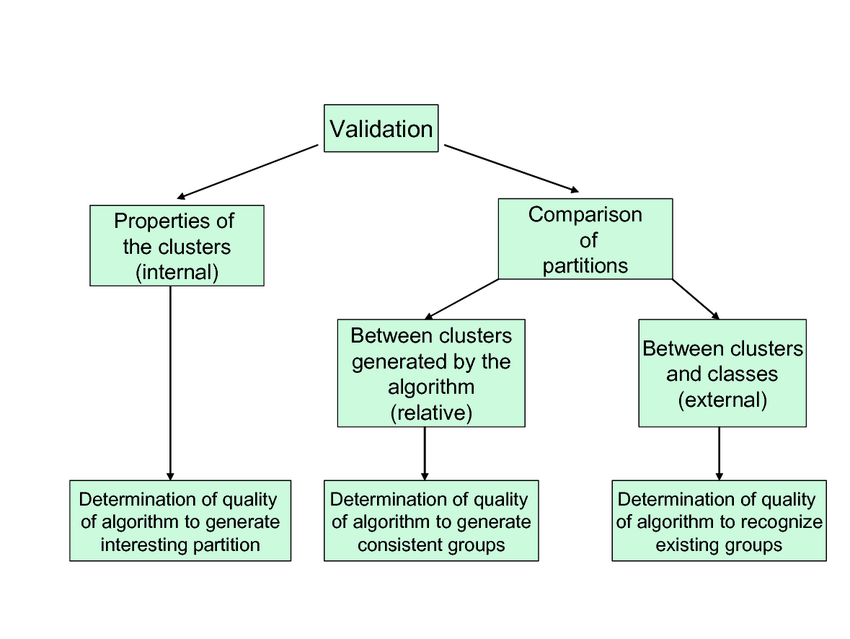 Validation
Properties of
the clusters
(internal)
Comparison
of
partitions
Between clusters
generated by the
algorithm
(relative)
Between clusters
and classes
(external)
Determination of quality
of algorithm to generate
interesting partition
Determination of quality
of algorithm to generate
consistent groups
Determination of quality
of algorithm to recognize
existing groups